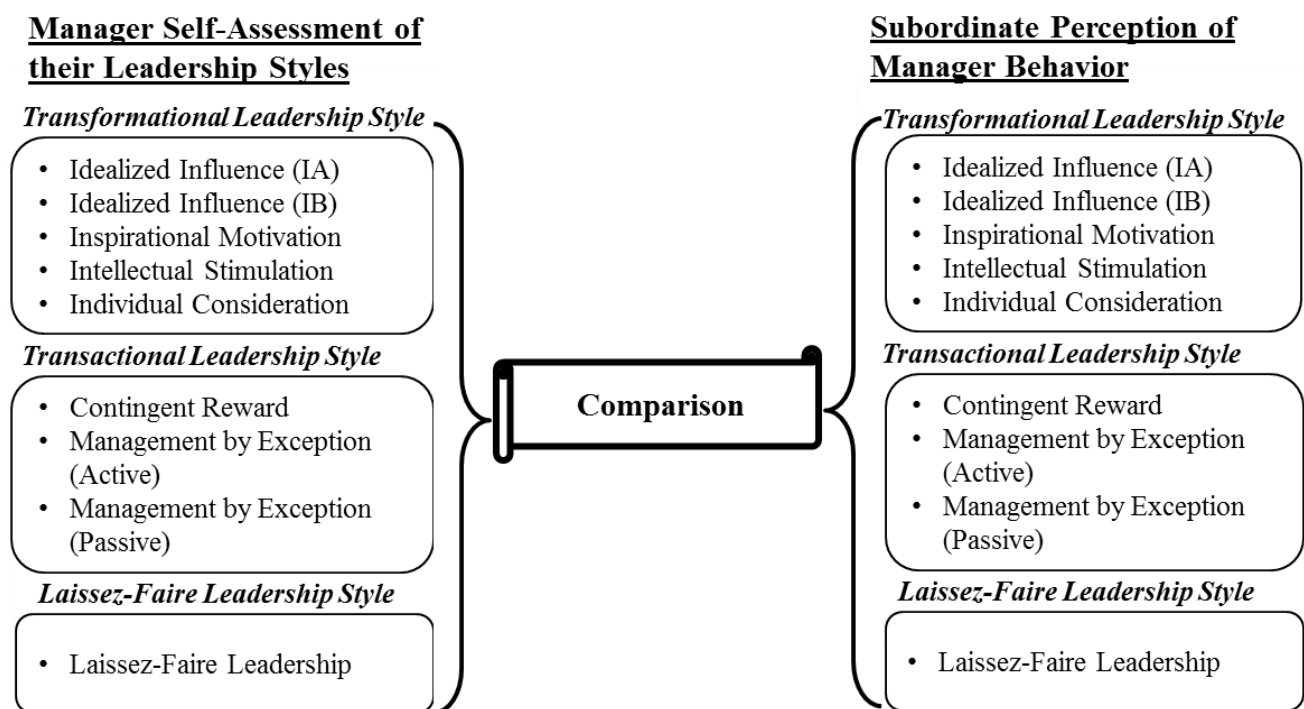 Manager Self-Assessment of
their Leadership Styles
Transformational Leadership Style
• Idealized Influence (IA)
• Idealized Influence (IB)
• Inspirational Motivation
• Intellectual Stimulation
• Individual Consideration
Transactional Leadership Style
• Contingent Reward
• Management by Exception
(Active)
• Management by Exception
(Passive)
Laissez-Faire Leadership Style
• Laissez-Faire Leadership
Comparison
Subordinate Perception of
Manager Behavior
Transformational Leadership Style
• Idealized Influence (IA)
• Idealized Influence (IB)
• Inspirational Motivation
• Intellectual Stimulation
• Individual Consideration
Transactional Leadership Style
• Contingent Reward
• Management by Exception
(Active)
• Management by Exception
(Passive)
Laissez-Faire Leadership Style
• Laissez-Faire Leadership